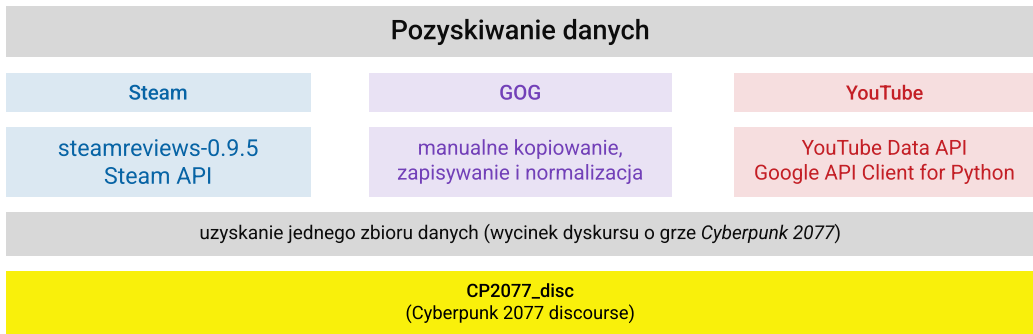 Pozyskiwanie danych
Steam
GOG
YouTube
steamreviews-0.9.5
Steam API
manualne kopiowanie,
zapisywanie i normalizacja
YouTube Data API
Google API Client for Python
uzyskanie jednego zbioru danych (wycinek dyskursu o grze Cyberpunk 2077)
CP2077_disc
(Cyberpunk 2077 discourse)